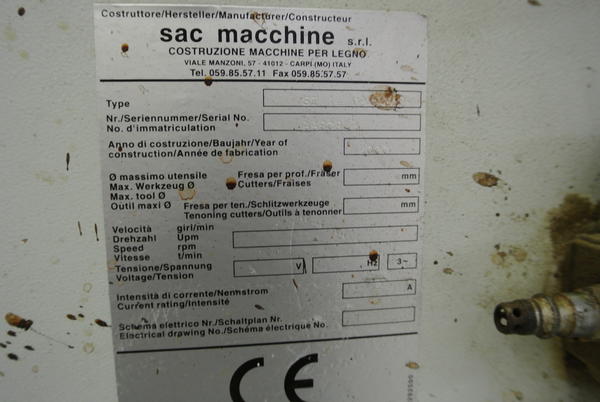 Costruttore/Hersteller/Manufacturer/Constructeur
sac macchine s.r.l.
COSTRUZIONE MACCHINE PER LEGNO
VIALE MANZONI, 57 - 41012 - CARPI (MO) ITALY
Tel. 059.85.57.11 Fax 059.85.57.57
Type
Nr./Seriennummer/Serial No.
No. d'immatriculation
Anno di costruzione/Baujahr/Year of
construction/Année de fabrication
Ø massimo utensile Fresa per prof./Fräser mm
Max. Werkzeug Ø Cutters/Fraises
Max. tool Ø
Outil maxi Ø Fresa per ten./Schlitzwerkzeuge mm
Tenoning cutters/Outils à tenonner
Velocità giri/min
Drehzahl Upm
Speed rpm
Vitesse t/min
Tensione/Spannung V Hz 3~
Voltage/Tension
Intensità di corrente/Nennstrom A
Current rating/Intensité
Schema elettrico Nr./Schaltplan Nr.
Electrical drawing No./Schéma électrique No.
CE